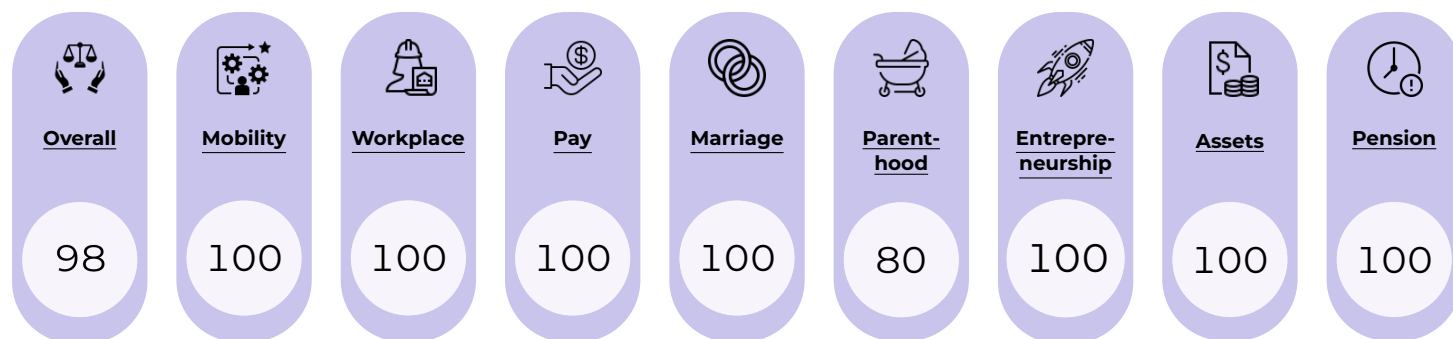 Overall
98
Mobility
100
Workplace
100
Pay
$
100
Marriage
100
Parent-
hood
80
Entrepre-
neurship
100
Assets
$
100
Pension
!
100